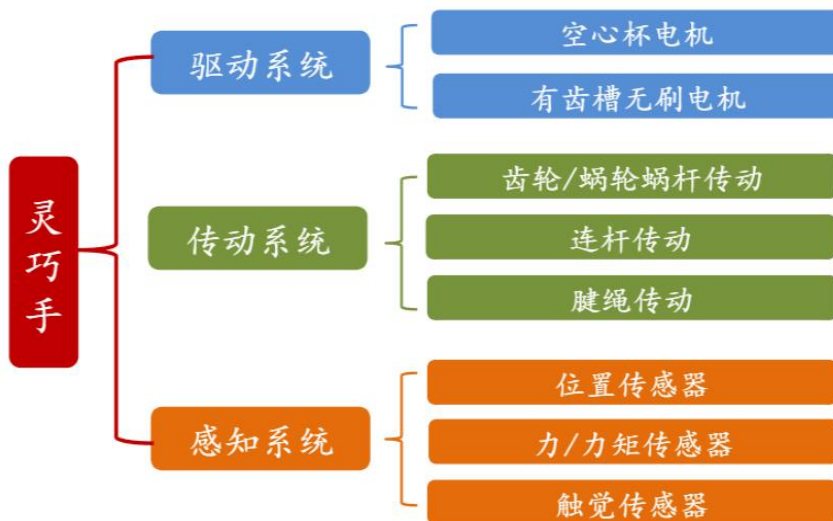 灵巧手
驱动系统
空心杯电机
有齿槽无刷电机
传动系统
齿轮/蜗轮蜗杆传动
连杆传动
腱绳传动
感知系统
位置传感器
力/力矩传感器
触觉传感器